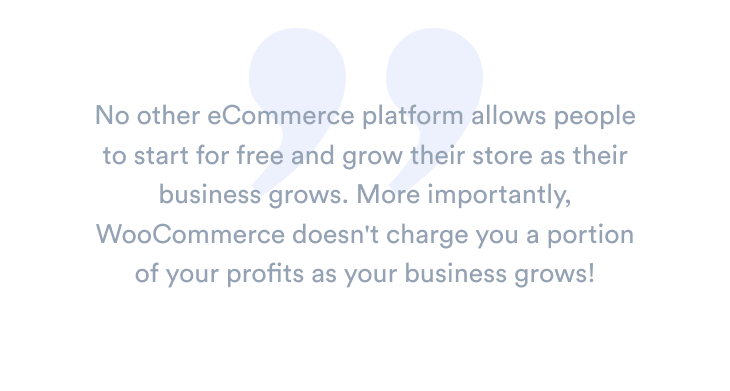 No other eCommerce platform allows people
to start for free and grow their store as their
business grows. More importantly,
WooCommerce doesn't charge you a portion
of your profits as your business grows!